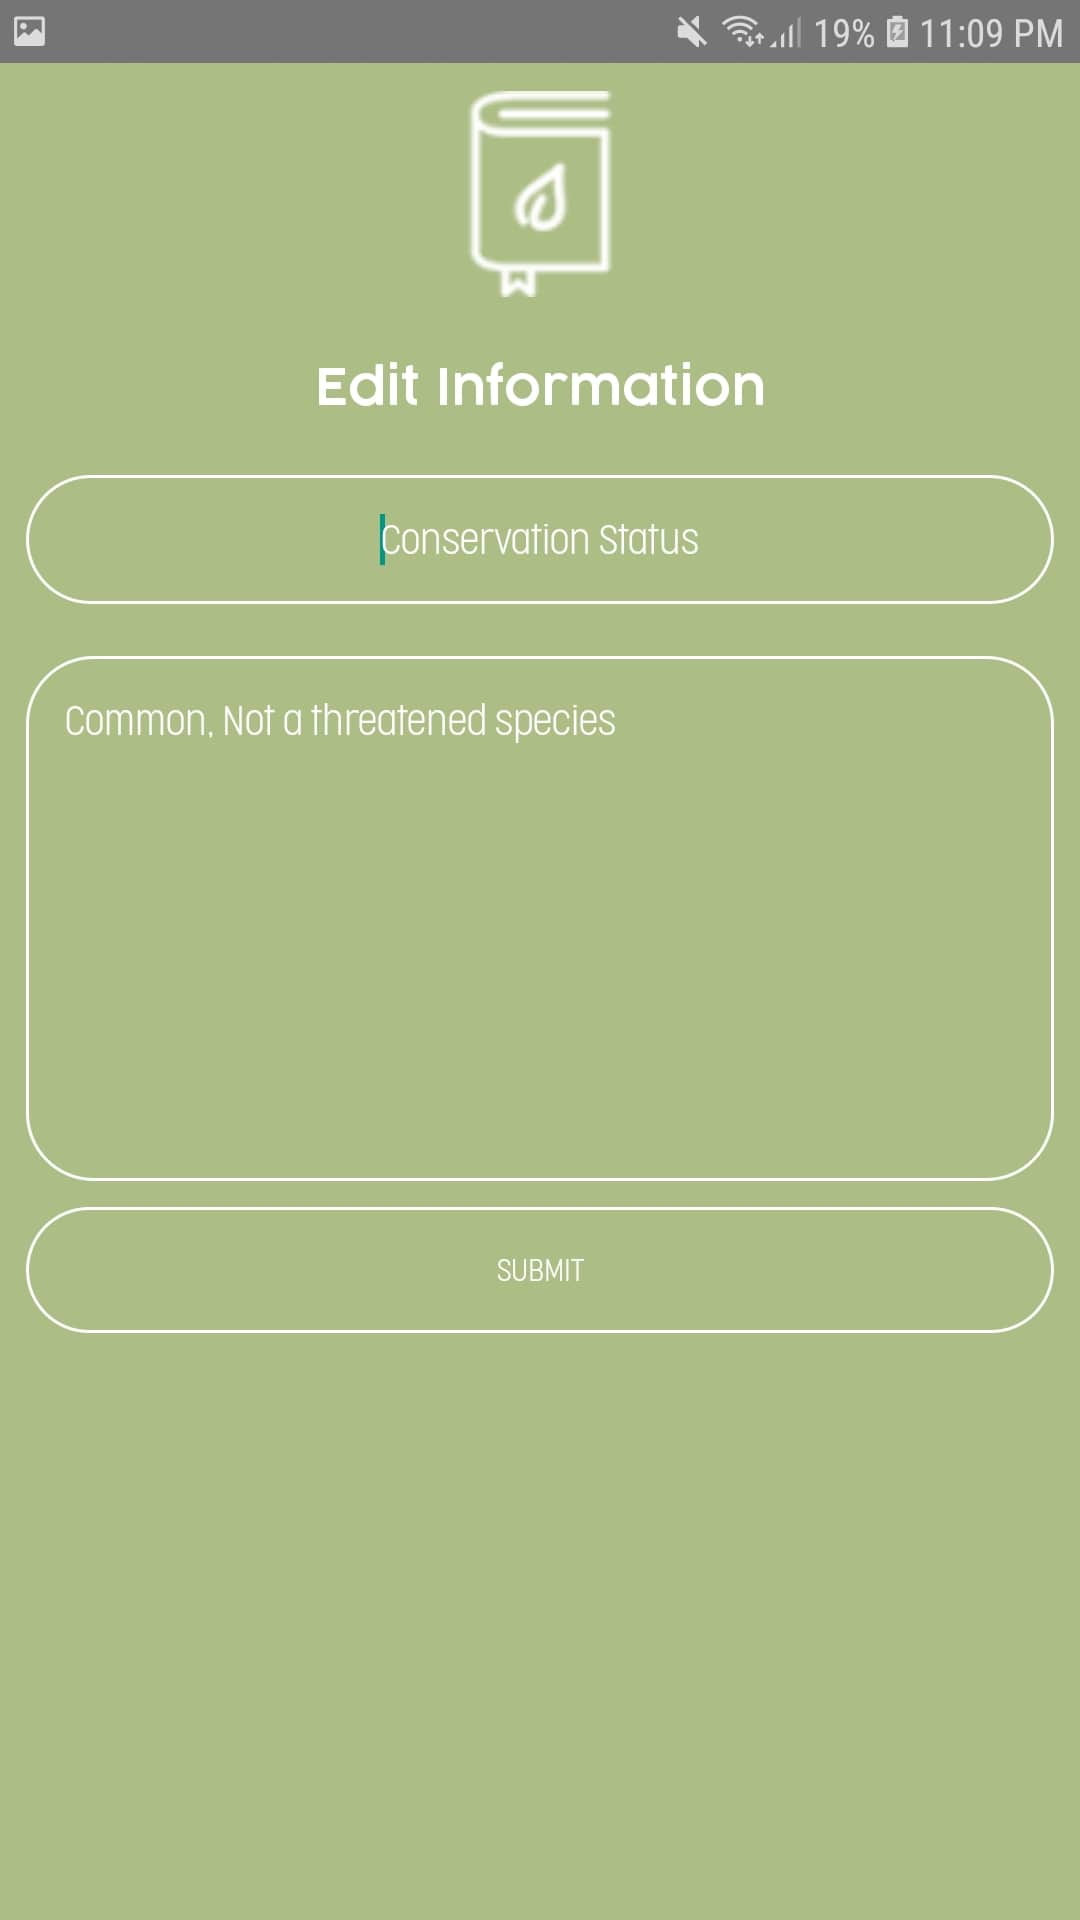 19% 11:09 PM
Edit Information
Conservation Status
Common, Not a threatened species
SUBMIT